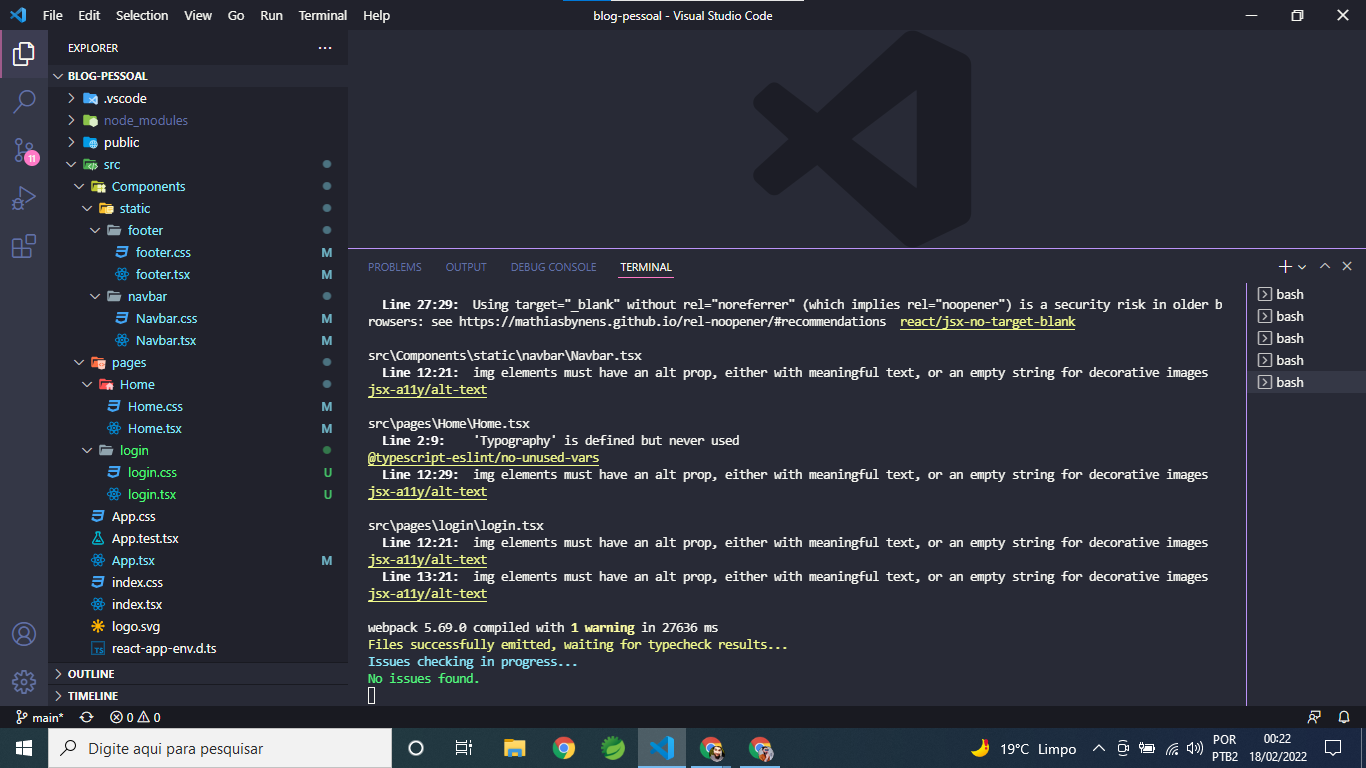 File Edit Selection View Go Run Terminal Help
blog-pessoal - Visual Studio Code
EXPLORER
BLOG-PESSOAL
.vscode
node_modules
public
src
Components
static
footer
footer.css M
footer.tsx M
navbar
Navbar.css M
Navbar.tsx M
pages
Home
Home.css M
Home.tsx M
login
login.css U
login.tsx U
App.css
App.test.tsx
App.tsx M
index.css
index.tsx
logo.svg
TS react-app-env.d.ts
OUTLINE
TIMELINE
11
PROBLEMS OUTPUT DEBUG CONSOLE TERMINAL
Line 27:29: Using target="_blank" without rel="noreferrer" (which implies rel="noopener") is a security risk in older b
rowsers: see https://mathiasbynens.github.io/rel-noopener/#recommendations react/jsx-no-target-blank
src\Components\static\navbar\Navbar.tsx
Line 12:21: img elements must have an alt prop, either with meaningful text, or an empty string for decorative images
jsx-a11y/alt-text
src\pages\Home\Home.tsx
Line 2:9: 'Typography' is defined but never used
@typescript-eslint/no-unused-vars
Line 12:29: img elements must have an alt prop, either with meaningful text, or an empty string for decorative images
jsx-a11y/alt-text
src\pages\login\login.tsx
Line 12:21: img elements must have an alt prop, either with meaningful text, or an empty string for decorative images
jsx-a11y/alt-text
Line 13:21: img elements must have an alt prop, either with meaningful text, or an empty string for decorative images
jsx-a11y/alt-text
webpack 5.69.0 compiled with 1 warning in 27636 ms
Files successfully emitted, waiting for typecheck results...
Issues checking in progress...
No issues found.
bash
bash
bash
bash
bash
main* 0 0
Digite aqui para pesquisar
19°C Limpo
POR
PTB2
00:22
18/02/2022